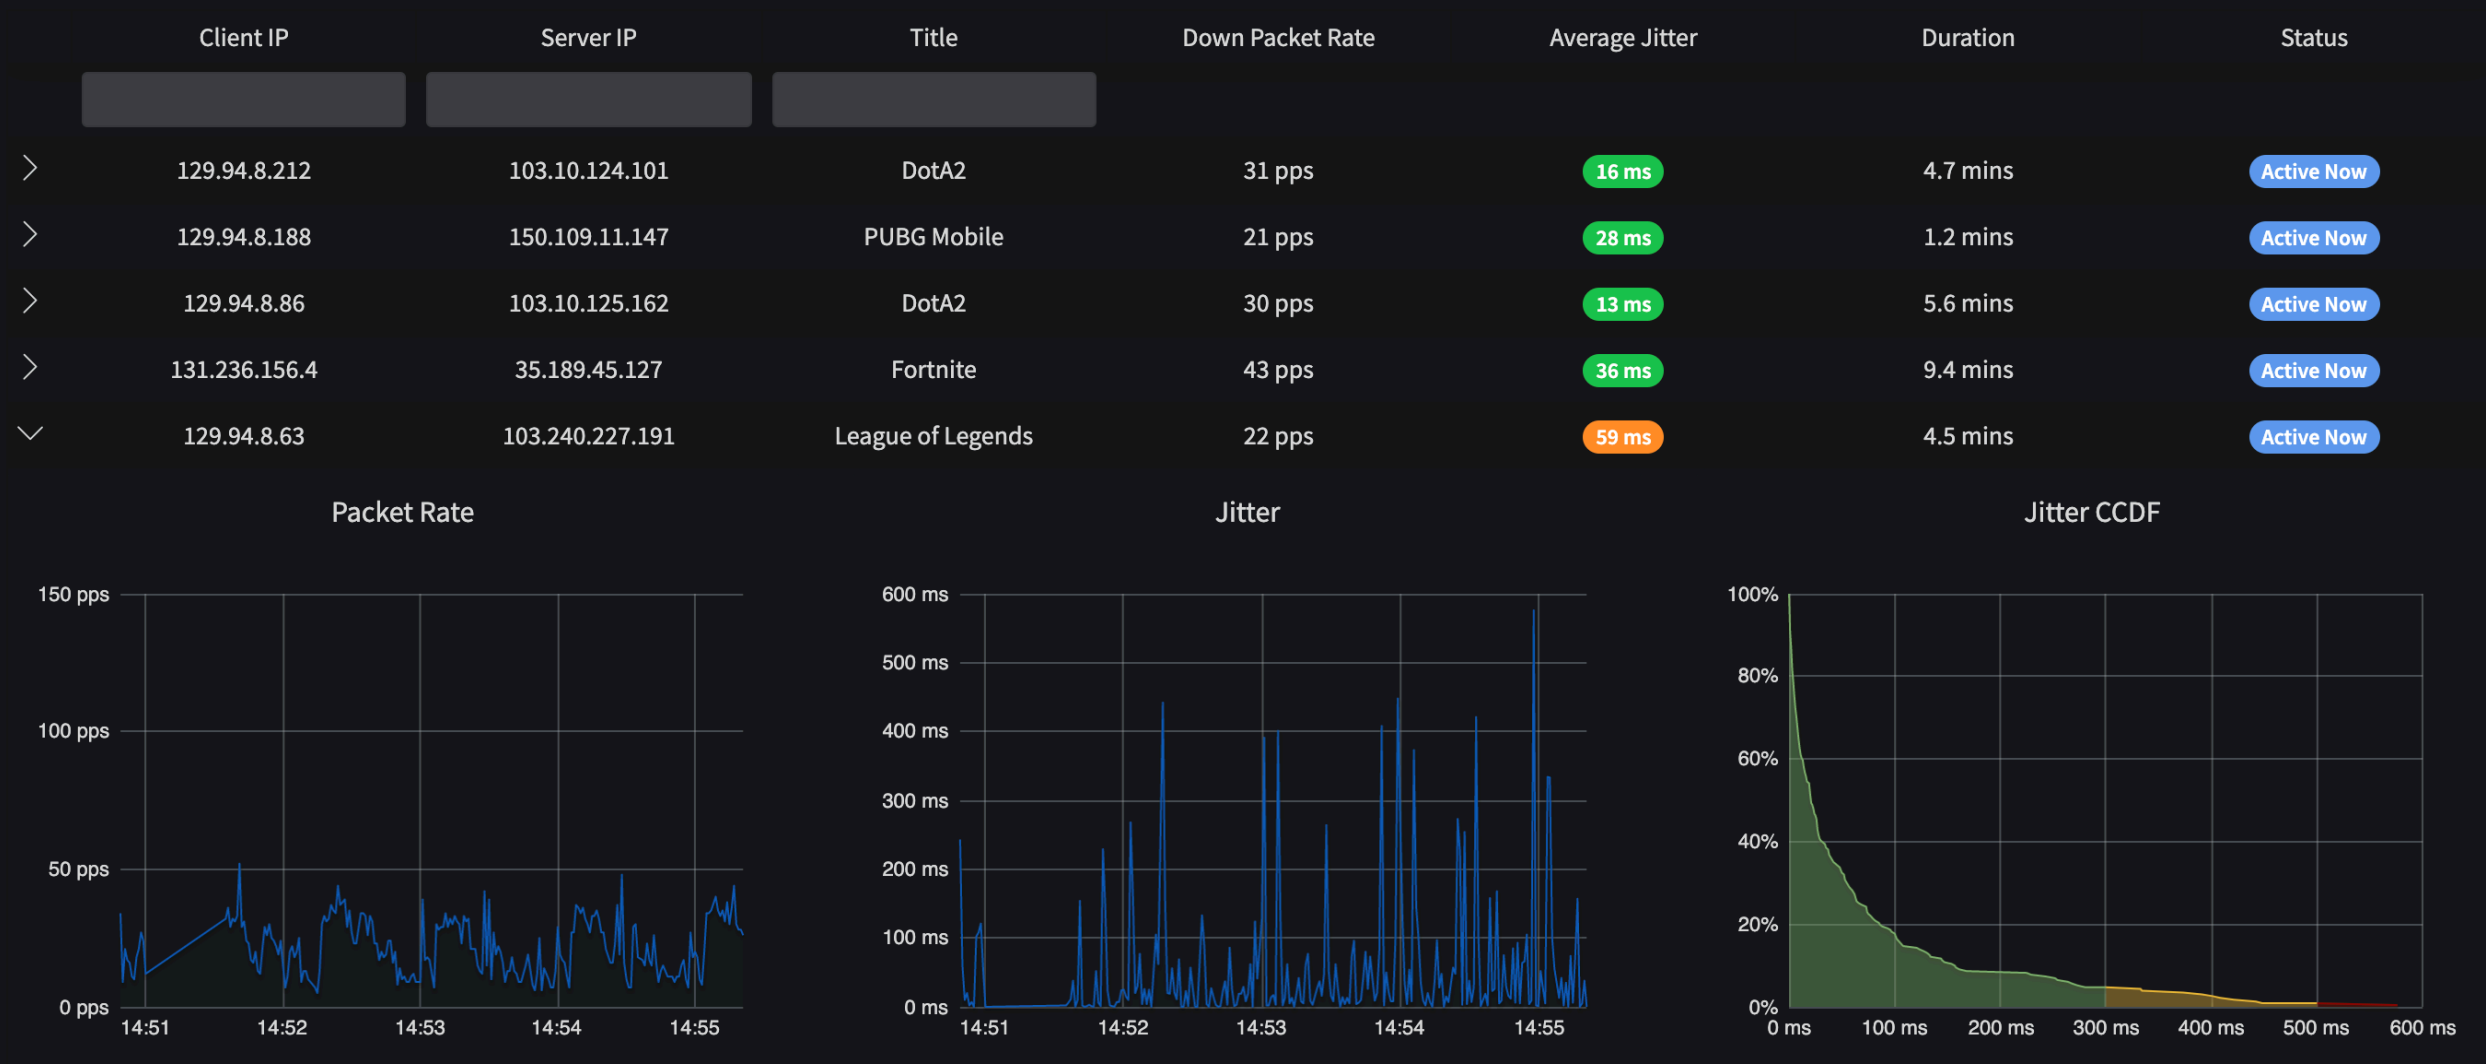 Client IP Server IP Title Down Packet Rate Average Jitter Duration Status
129.94.8.212 103.10.124.101 DotA2 31 pps 16 ms 4.7 mins Active Now
129.94.8.188 150.109.11.147 PUBG Mobile 21 pps 28 ms 1.2 mins Active Now
129.94.8.86 103.10.125.162 DotA2 30 pps 13 ms 5.6 mins Active Now
131.236.156.4 35.189.45.127 Fortnite 43 pps 36 ms 9.4 mins Active Now
129.94.8.63 103.240.227.191 League of Legends 22 pps 59 ms 4.5 mins Active Now
Packet Rate
150 pps
100 pps
50 pps
0 pps
14:51 14:52 14:53 14:54 14:55
Jitter
600 ms
500 ms
400 ms
300 ms
200 ms
100 ms
0 ms
14:51 14:52 14:53 14:54 14:55
Jitter CCDF
100%
80%
60%
40%
20%
0%
0 ms 100 ms 200 ms 300 ms 400 ms 500 ms 600 ms